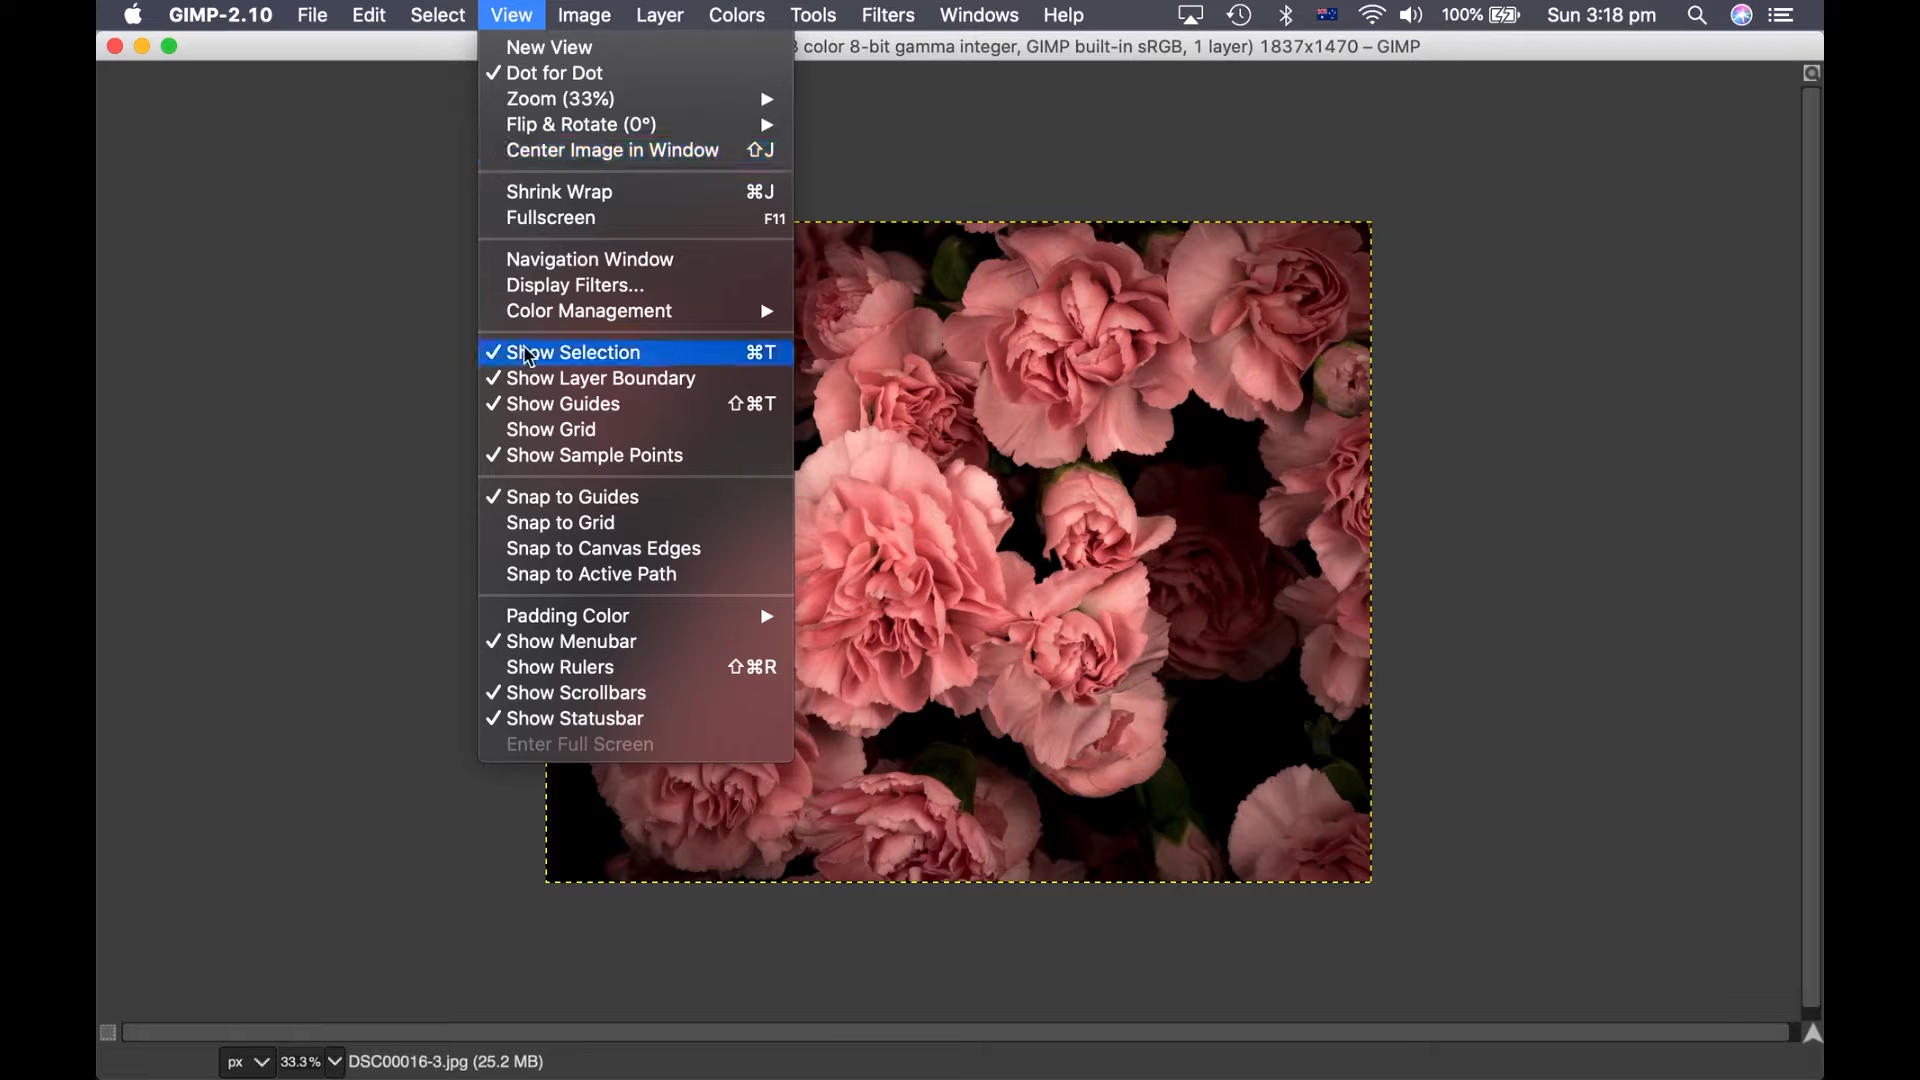 GIMP-2.10 File Edit Select View Image Layer Colors Tools Filters Windows Help 100% Sun 3:18 pm
color 8-bit gamma integer, GIMP built-in sRGB, 1 layer) 1837x1470 – GIMP
New View
✓ Dot for Dot
Zoom (33%) ▶
Flip & Rotate (0°) ▶
Center Image in Window ⇧J
Shrink Wrap ⌘J
Fullscreen F11
Navigation Window
Display Filters...
Color Management ▶
✓ Show Selection ⌘T
✓ Show Layer Boundary
✓ Show Guides ⇧⌘T
Show Grid
✓ Show Sample Points
✓ Snap to Guides
Snap to Grid
Snap to Canvas Edges
Snap to Active Path
Padding Color ▶
✓ Show Menubar
Show Rulers ⇧⌘R
✓ Show Scrollbars
✓ Show Statusbar
Enter Full Screen
px 33.3% DSC00016-3.jpg (25.2 MB)